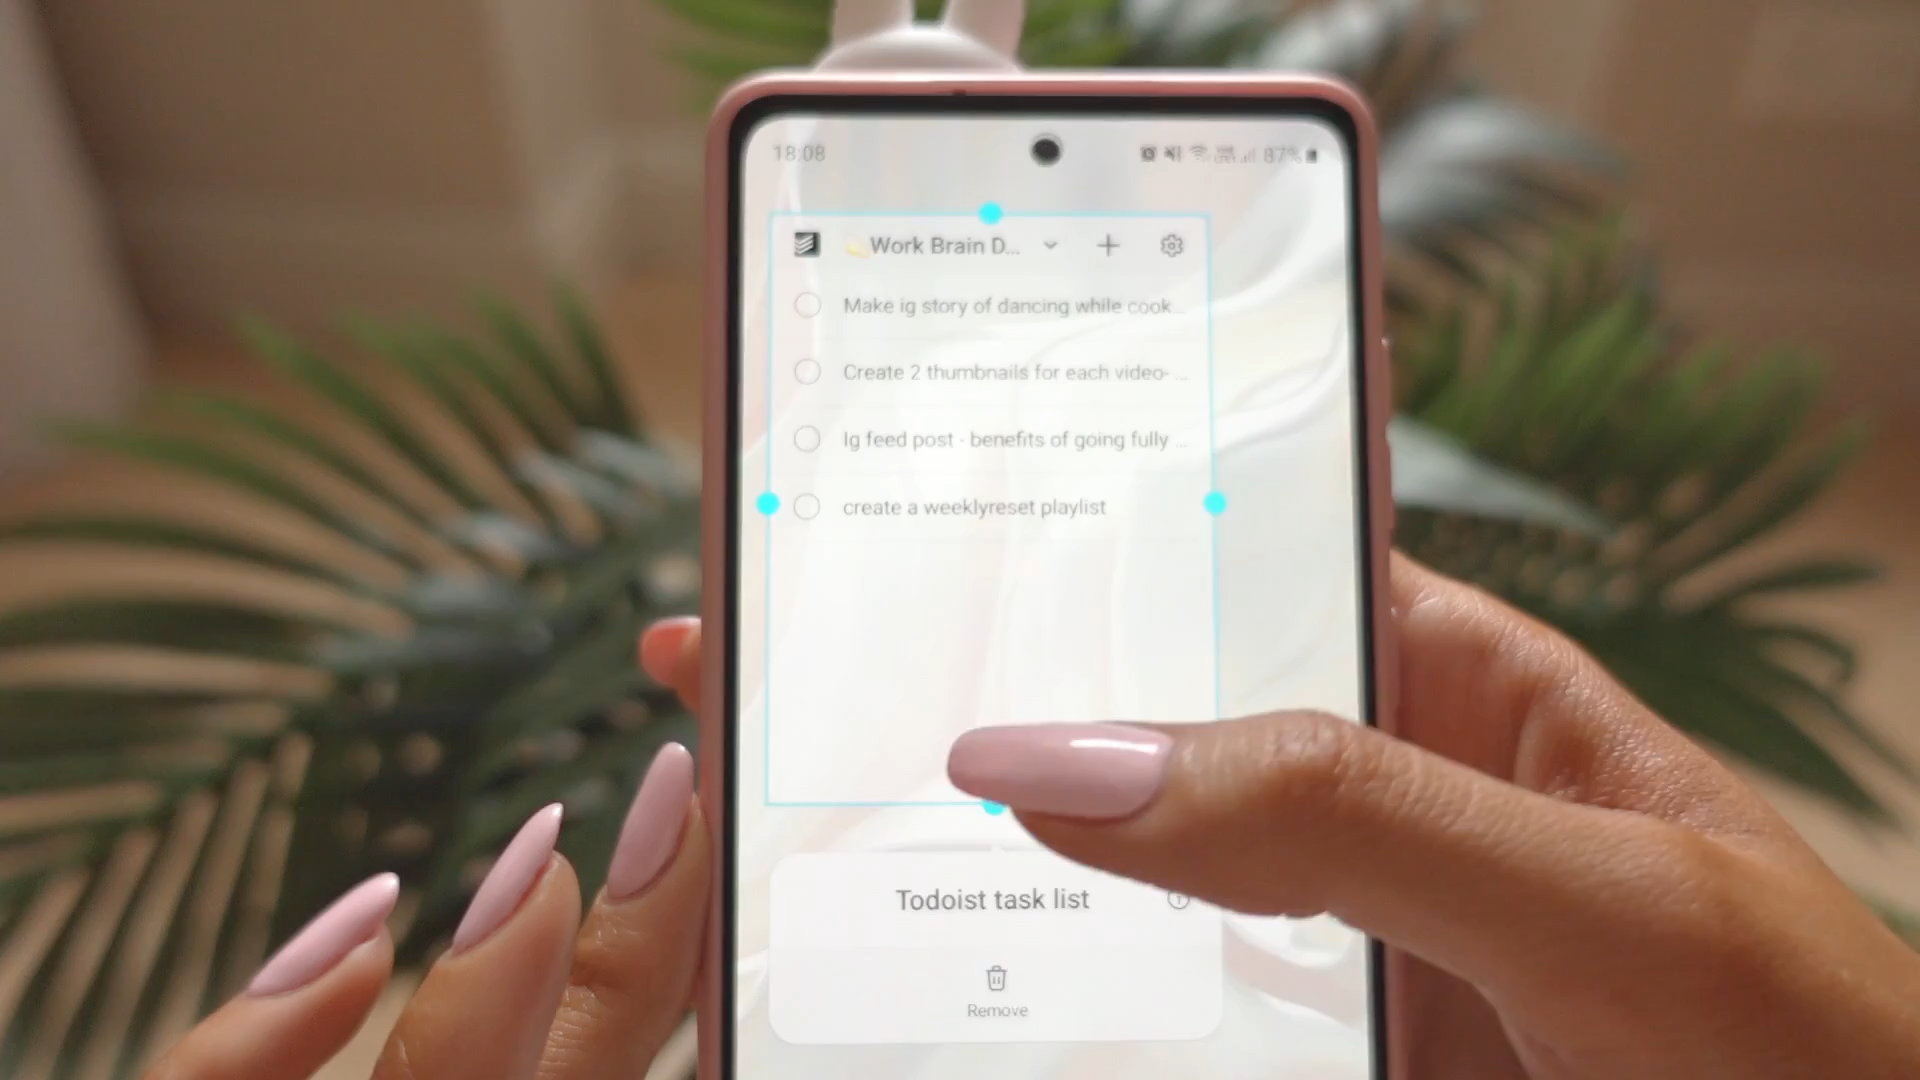 18:08
87%
Work Brain D...
Make ig story of dancing while cook...
Create 2 thumbnails for each video- ...
Ig feed post - benefits of going fully ...
create a weeklyreset playlist
Todoist task list
Remove